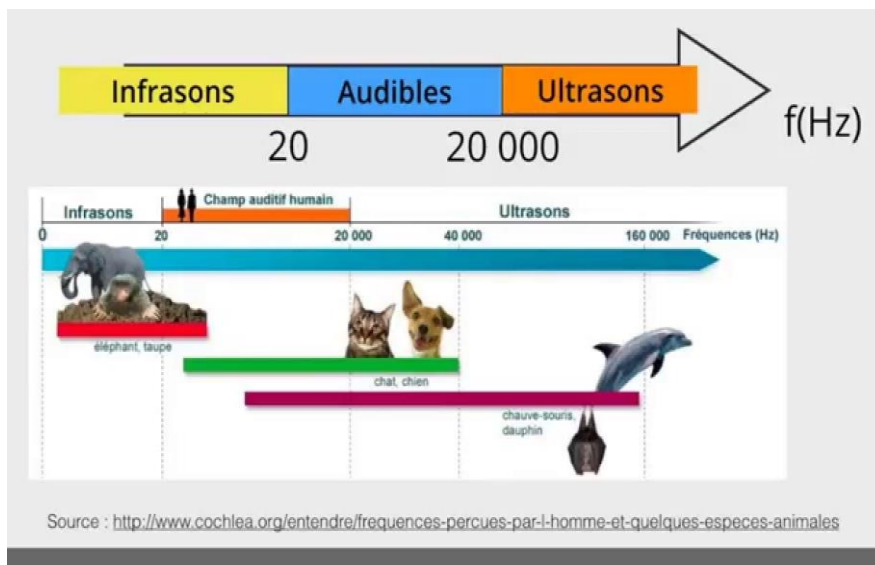 Infrasons Audibles Ultrasons
20 20 000 f(Hz)
Infrasons Champ auditif humain Ultrasons
0 20 20 000 40 000 160 000 Fréquences (Hz)
éléphant, taupe
chat, chien
chauve-souris,
dauphin
Source : http://www.cochlea.org/entendre/frequences-percues-par-l-homme-et-quelques-especes-animales